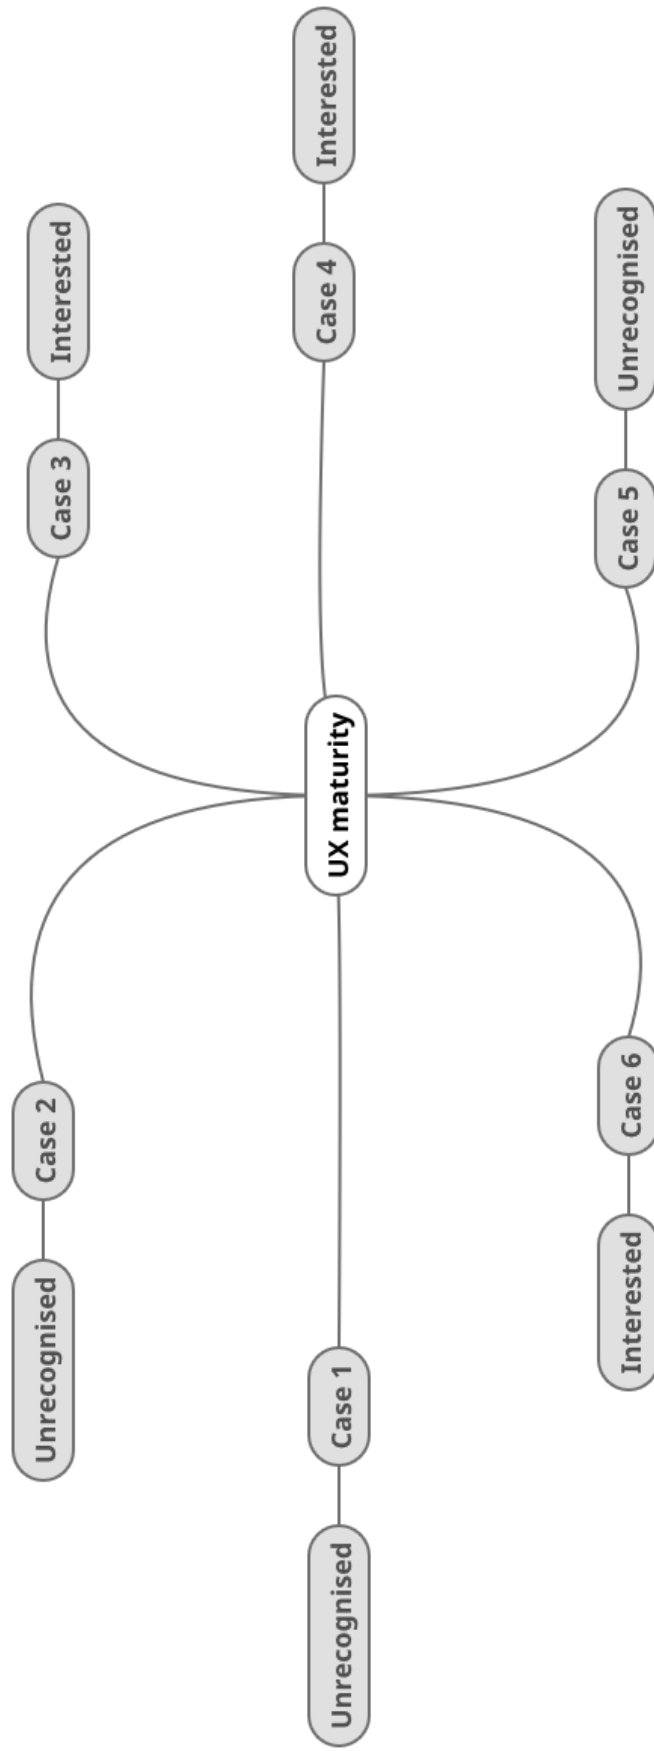 Unrecognised
Case 2
Case 3
Interested
Unrecognised
Case 1
UX maturity
Case 4
Interested
Interested
Case 6
Case 5
Unrecognised